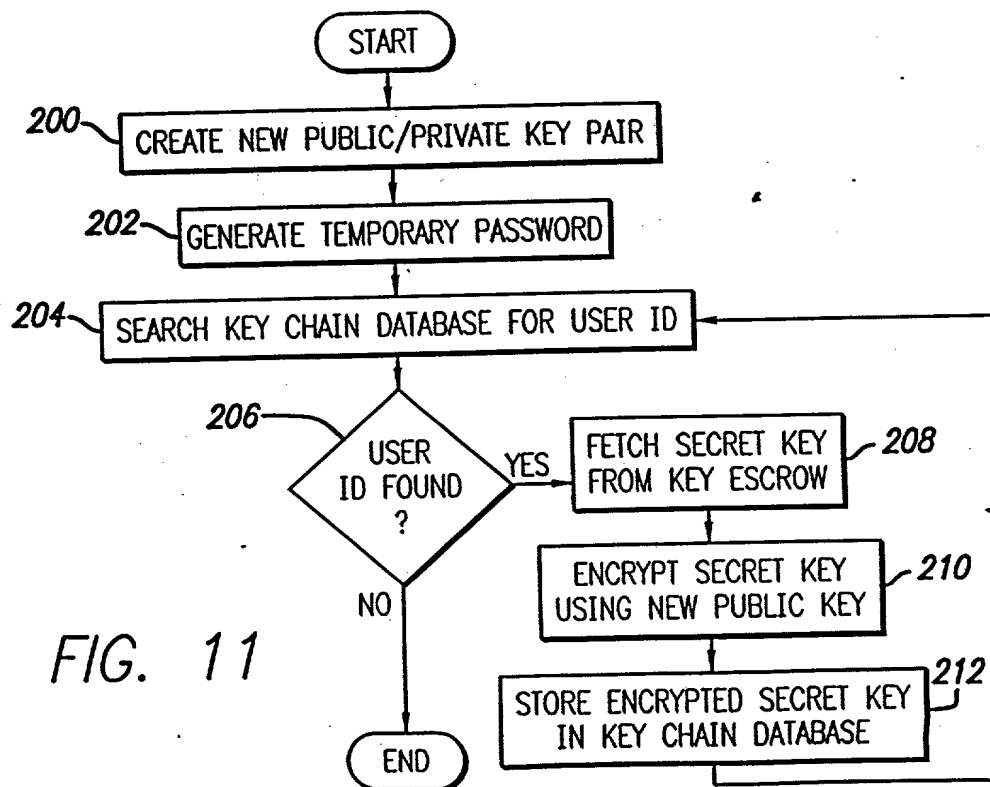 START
200
CREATE NEW PUBLIC/PRIVATE KEY PAIR
202
GENERATE TEMPORARY PASSWORD
204
SEARCH KEY CHAIN DATABASE FOR USER ID
206
USER
ID FOUND
?
YES
NO
FETCH SECRET KEY
FROM KEY ESCROW
208
ENCRYPT SECRET KEY
USING NEW PUBLIC KEY
210
STORE ENCRYPTED SECRET KEY
IN KEY CHAIN DATABASE
212
END
FIG. 11